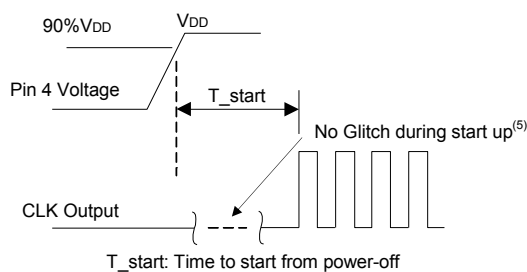 90%VDD
VDD
Pin 4 Voltage
T_start
No Glitch during start up(5)
CLK Output
T_start: Time to start from power-off